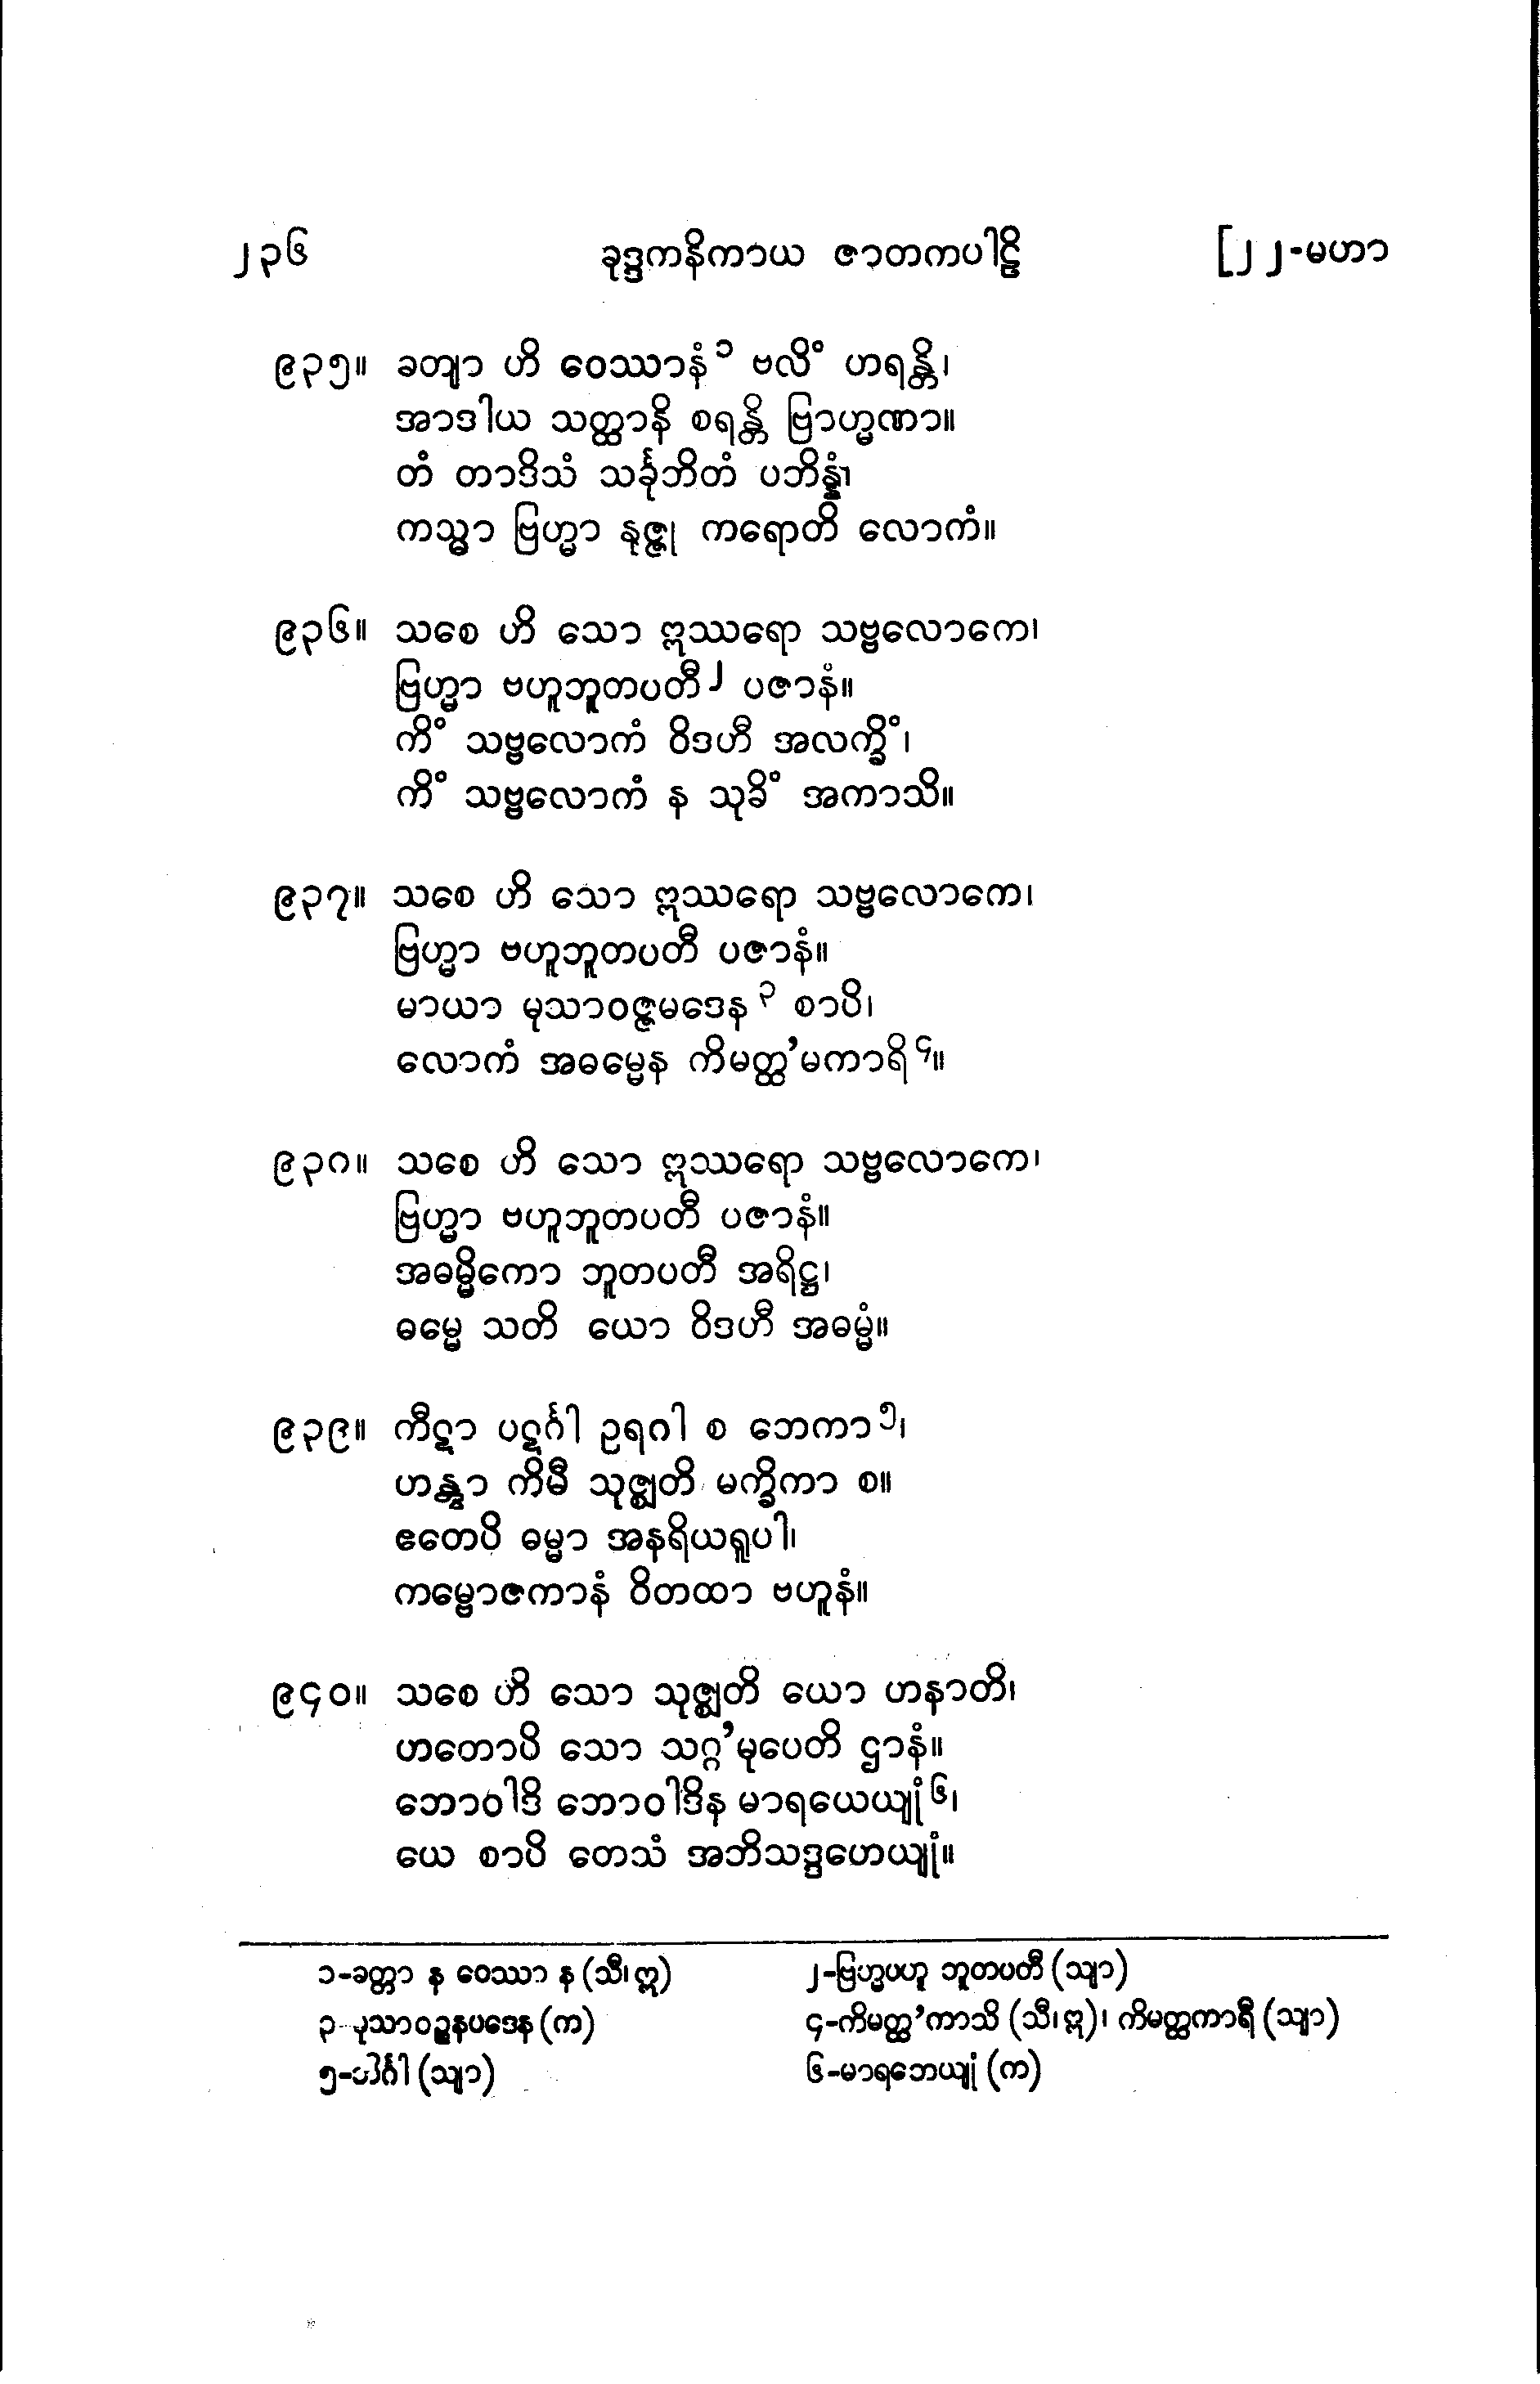 ၂၃၆ ခုဒ္ဒကနိကာယ ဇာတကပါဠိ [၂၂-မဟာ
၉၃၅။ ခတျာ ဟိ ဝေဿာနံ၁ ဗလိံ ဟရန္တိ၊
အာဒါယ သတ္ထာနိ စရန္တိ ဗြာဟ္မဏာ။
တံ တာဒိသံ သင်္ခုဘိတံ ပဘိန္နံ၊
ကသ္မာ ဗြဟ္မာ နုဇ္ဇု ကရောတိ လောကံ။
၉၃၆။ သစေ ဟိ သော ဣဿရော သဗ္ဗလောကေ၊
ဗြဟ္မာ ဗဟူဘူတပတီ၂ ပဇာနံ။
ကိံ သဗ္ဗလောကံ ဝိဒဟီ အလက္ခိံ၊
ကိံ သဗ္ဗလောကံ န သုခိံ အကာသိ။
၉၃၇။ သစေ ဟိ သော ဣဿရော သဗ္ဗလောကေ၊
ဗြဟ္မာ ဗဟူဘူတပတီ ပဇာနံ။
မာယာ မုသာဝဇ္ဇမဒေန၃ စာပိ၊
လောကံ အဓမ္မေန ကိမတ္ထ’မကာရိ၄။
၉၃၈။ သစေ ဟိ သော ဣဿရော သဗ္ဗလောကေ၊
ဗြဟ္မာ ဗဟူဘူတပတီ ပဇာနံ။
အဓမ္မိကော ဘူတပတီ အရိဋ္ဌ၊
ဓမ္မေ သတိ ယော ဝိဒဟီ အဓမ္မံ။
၉၃၉။ ကီဋာ ပဋင်္ဂါ ဥရဂါ စ ဘေကာ၅၊
ဟန္တွာ ကိမီ သုဇ္ဈတိ မက္ခိကာ စ။
ဧတေပိ ဓမ္မာ အနရိယရူပါ၊
ကမ္ဗောဇကာနံ ဝိတထာ ဗဟူနံ။
၉၄၀။ သစေ ဟိ သော သုဇ္ဈတိ ယော ဟနာတိ၊
ဟတောပိ သော သဂ္ဂ’မုပေတိ ဌာနံ။
ဘောဝါဒိ ဘောဝါဒိန မာရယေယျုံ၆၊
ယေ စာပိ တေသံ အဘိသဒ္ဒဟေယျုံ။
၁-ခတ္တာ န ဝေဿာ န (သီ၊ ဣ) ၂-ဗြဟ္မပဟူ ဘူတပတီ (သျာ)
၃-မုသာဝဉ္စနပဒေန (က) ၄-ကိမတ္ထ’ကာသိ (သီ၊ ဣ)၊ ကိမတ္ထကာရီ (သျာ)
၅- (သျာ) ၆-မာရဘေယျုံ (က)